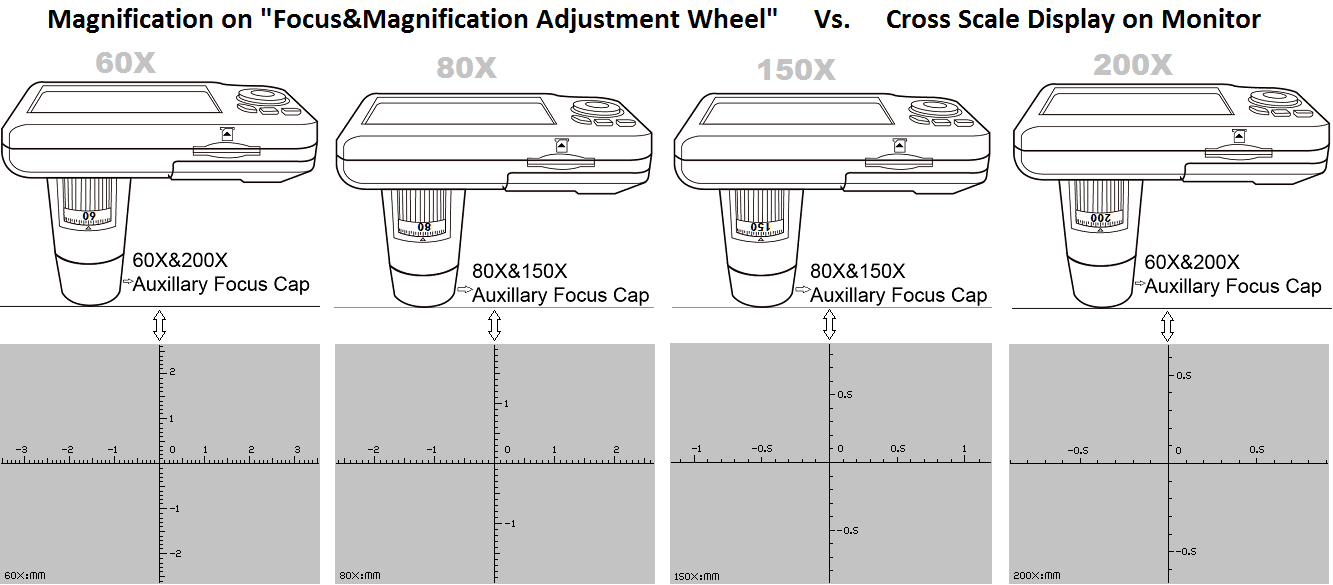 Magnification on "Focus&Magnification Adjustment Wheel" Vs. Cross Scale Display on Monitor
60X 80X 150X 200X
60 80 150 200
60X&200X
Auxillary Focus Cap
80X&150X
Auxillary Focus Cap
80X&150X
Auxillary Focus Cap
60X&200X
Auxillary Focus Cap
2
1
-3 -2 -1 0 1 2 3
-1
-2
60X:MM
1
-2 -1 0 1 2
-1
80X:MM
0.5
-1 -0.5 0 0.5 1
-0.5
150X:MM
0.5
-0.5 0 0.5
-0.5
200X:MM